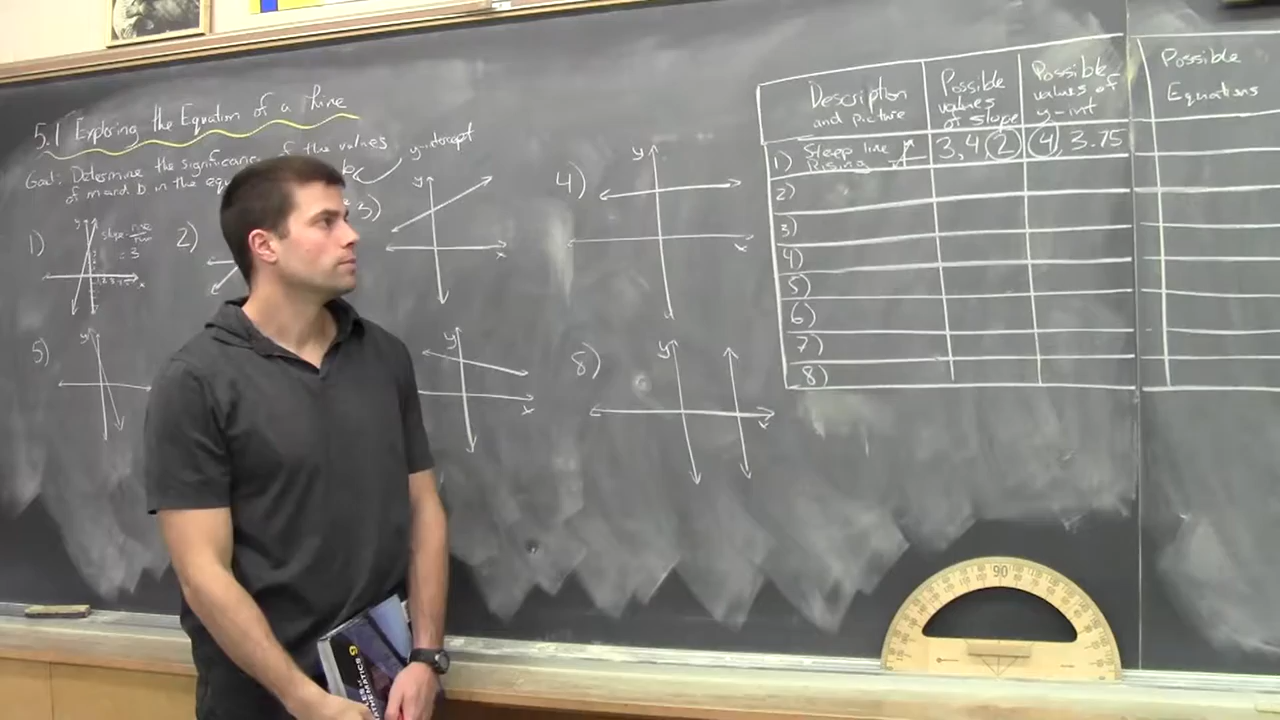 5.1 Exploring the Equation of a Line
Goal: Determine the significance of the values
of m and b in the equ
b
y-intercept
1)
y
slope = rise
run
= 3
x
2)
3)
y
x
4)
y
x
5)
y
y
x
8)
y
x
Description
and picture
Possible
values
of slope
Possible
values of
y-int
Possible
Equations
1) Steep line
Rising
3, 4, 2
4, 3.75
2)
3)
4)
5)
6)
7)
8)
90
MATHEMATICS